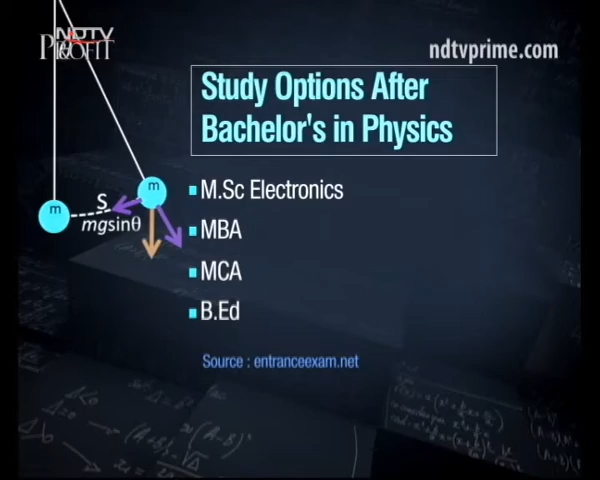 NDTV
PROFIT
ndtvprime.com
Study Options After
Bachelor's in Physics
m
M.Sc Electronics
S
m
mgsinθ
MBA
MCA
B.Ed
Source : entranceexam.net